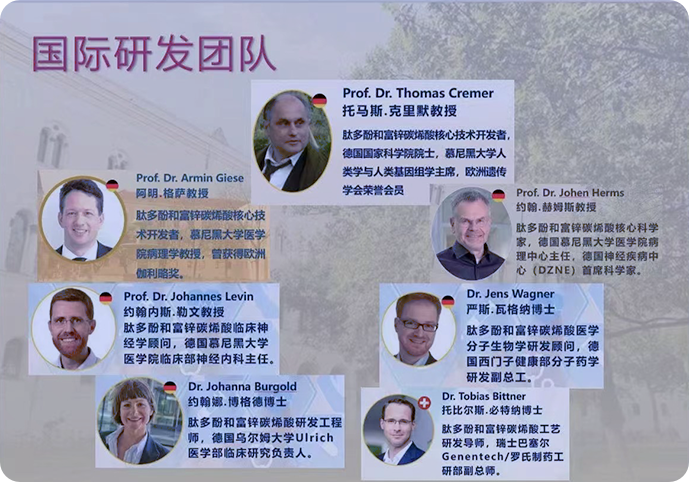 国际研发团队
Prof. Dr. Thomas Cremer
托马斯.克里默教授
肽多酚和富锌碳烯酸核心技术开发者，
德国国家科学院院士，慕尼黑大学人
类学与人类基因组学主席，欧洲遗传
学会荣誉会员
Prof. Dr. Armin Giese
阿明.格萨教授
肽多酚和富锌碳烯酸核心技
术开发者，慕尼黑大学医学
院病理学教授，曾获得欧洲
伽利略奖。
Prof. Dr. Johen Herms
约翰.赫姆斯教授
肽多酚和富锌碳烯酸核心科学
家，德国慕尼黑大学医学院病
理中心主任，德国神经疾病中
心（DZNE）首席科学家。
Prof. Dr. Johannes Levin
约翰内斯.勒文教授
肽多酚和富锌碳烯酸临床神
经学顾问，德国慕尼黑大学
医学院临床部神经内科主任。
Dr. Jens Wagner
严斯.瓦格纳博士
肽多酚和富锌碳烯酸医学
分子生物学研发顾问，德
国西门子健康部分子药学
研发副总工。
Dr. Johanna Burgold
约翰娜.博格德博士
肽多酚和富锌碳烯酸研发工程
师，德国乌尔姆大学Ulrich
医学部临床研究负责人。
Dr. Tobias Bittner
托比尔斯.必特纳博士
肽多酚和富锌碳烯酸工艺
研发导师，瑞士巴塞尔
Genentech/罗氏制药工
研部副总师。